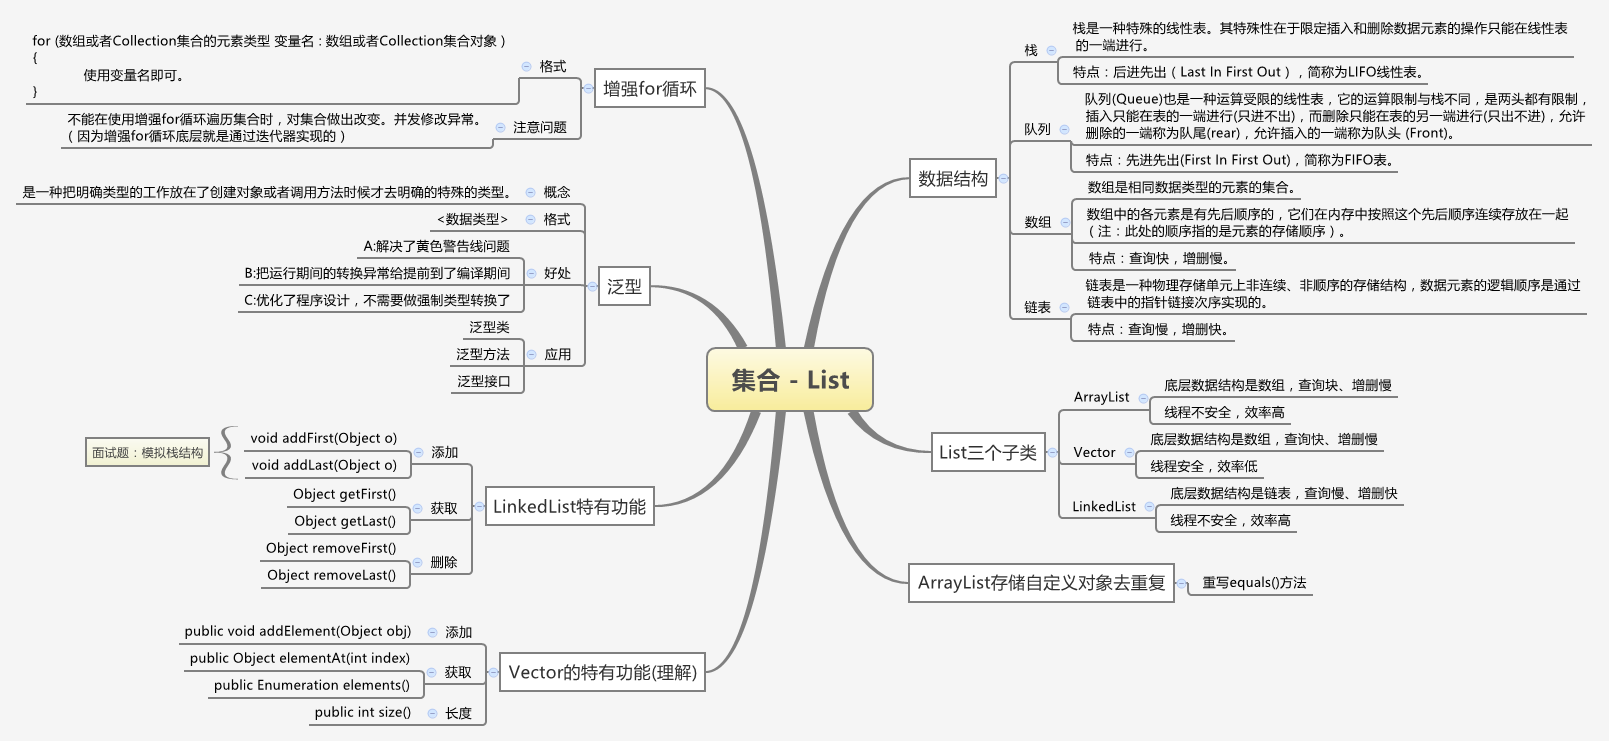 集合 - List
数据结构
栈
栈是一种特殊的线性表。其特殊性在于限定插入和删除数据元素的操作只能在线性表
的一端进行。
特点：后进先出（Last In First Out），简称为LIFO线性表。
队列
队列(Queue)也是一种运算受限的线性表，它的运算限制与栈不同，是两头都有限制，
插入只能在表的一端进行(只进不出)，而删除只能在表的另一端进行(只出不进)，允许
删除的一端称为队尾(rear)，允许插入的一端称为队头 (Front)。
特点：先进先出(First In First Out)，简称为FIFO表。
数组
数组是相同数据类型的元素的集合。
数组中的各元素是有先后顺序的，它们在内存中按照这个先后顺序连续存放在一起
（注：此处的顺序指的是元素的存储顺序）。
特点：查询快，增删慢。
链表
链表是一种物理存储单元上非连续、非顺序的存储结构，数据元素的逻辑顺序是通过
链表中的指针链接次序实现的。
特点：查询慢，增删快。
List三个子类
ArrayList
底层数据结构是数组，查询块、增删慢
线程不安全，效率高
Vector
底层数据结构是数组，查询快、增删慢
线程安全，效率低
LinkedList
底层数据结构是链表，查询慢、增删快
线程不安全，效率高
ArrayList存储自定义对象去重复
重写equals()方法
增强for循环
格式
for (数组或者Collection集合的元素类型 变量名 : 数组或者Collection集合对象 )
{
使用变量名即可。
}
注意问题
不能在使用增强for循环遍历集合时，对集合做出改变。并发修改异常。
（因为增强for循环底层就是通过迭代器实现的）
泛型
概念
是一种把明确类型的工作放在了创建对象或者调用方法时候才去明确的特殊的类型。
格式
<数据类型>
好处
A:解决了黄色警告线问题
B:把运行期间的转换异常给提前到了编译期间
C:优化了程序设计，不需要做强制类型转换了
应用
泛型类
泛型方法
泛型接口
LinkedList特有功能
添加
void addFirst(Object o)
void addLast(Object o)
面试题：模拟栈结构
获取
Object getFirst()
Object getLast()
删除
Object removeFirst()
Object removeLast()
Vector的特有功能(理解)
添加
public void addElement(Object obj)
获取
public Object elementAt(int index)
public Enumeration elements()
长度
public int size()